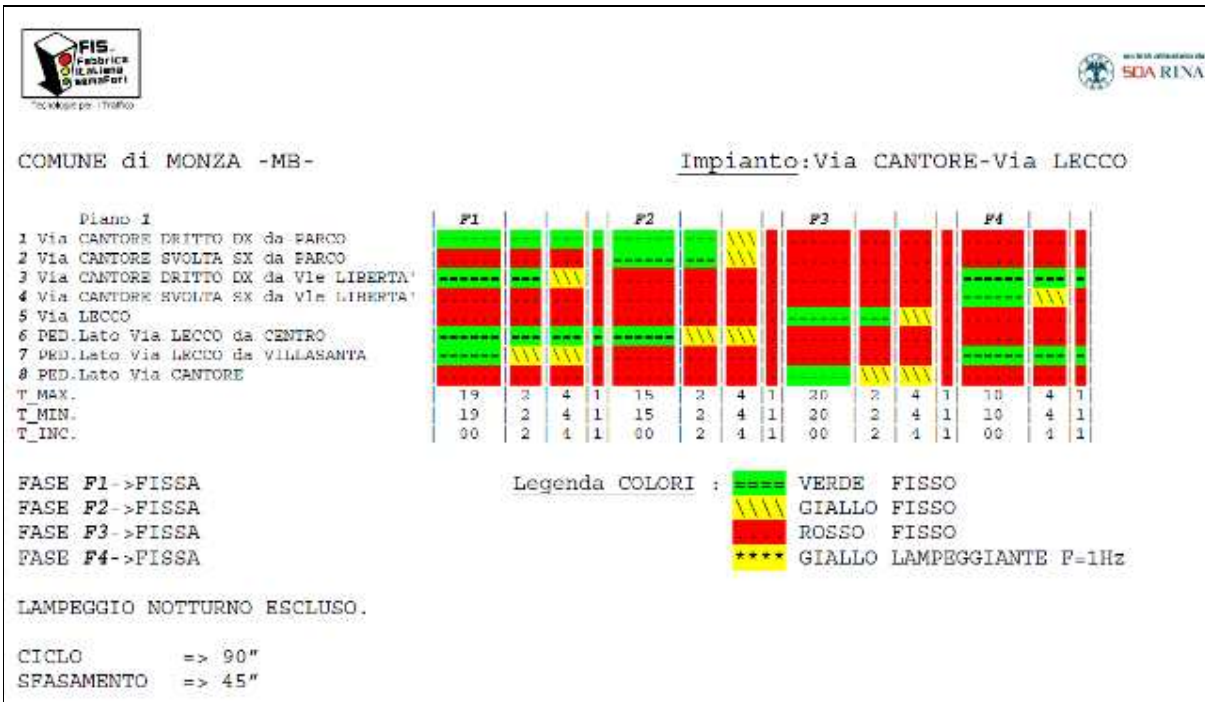 FIS.
Fabbrica
Italiana
Semafori
Tecnologie per il Traffico
SOA RINA
COMUNE di MONZA -MB-
Impianto:Via CANTORE-Via LECCO
Piano 1 F1 F2 F3 F4
1 Via CANTORE DRITTO DX da PARCO
2 Via CANTORE SVOLTA SX da PARCO
3 Via CANTORE DRITTO DX da Vle LIBERTA'
4 Via CANTORE SVOLTA SX da Vle LIBERTA'
5 Via LECCO
6 PED.Lato Via LECCO da CENTRO
7 PED.Lato Via LECCO da VILLASANTA
8 PED.Lato Via CANTORE
T_MAX. 19 2 4 1 15 2 4 1 20 2 4 1 10 4 1
T_MIN. 19 2 4 1 15 2 4 1 20 2 4 1 10 4 1
T_INC. 00 2 4 1 00 2 4 1 00 2 4 1 00 4 1
FASE F1->FISSA
FASE F2->FISSA
FASE F3->FISSA
FASE F4->FISSA
Legenda COLORI :
==== VERDE FISSO
\\\\ GIALLO FISSO
ROSSO FISSO
**** GIALLO LAMPEGGIANTE F=1Hz
LAMPEGGIO NOTTURNO ESCLUSO.
CICLO => 90"
SFASAMENTO => 45"